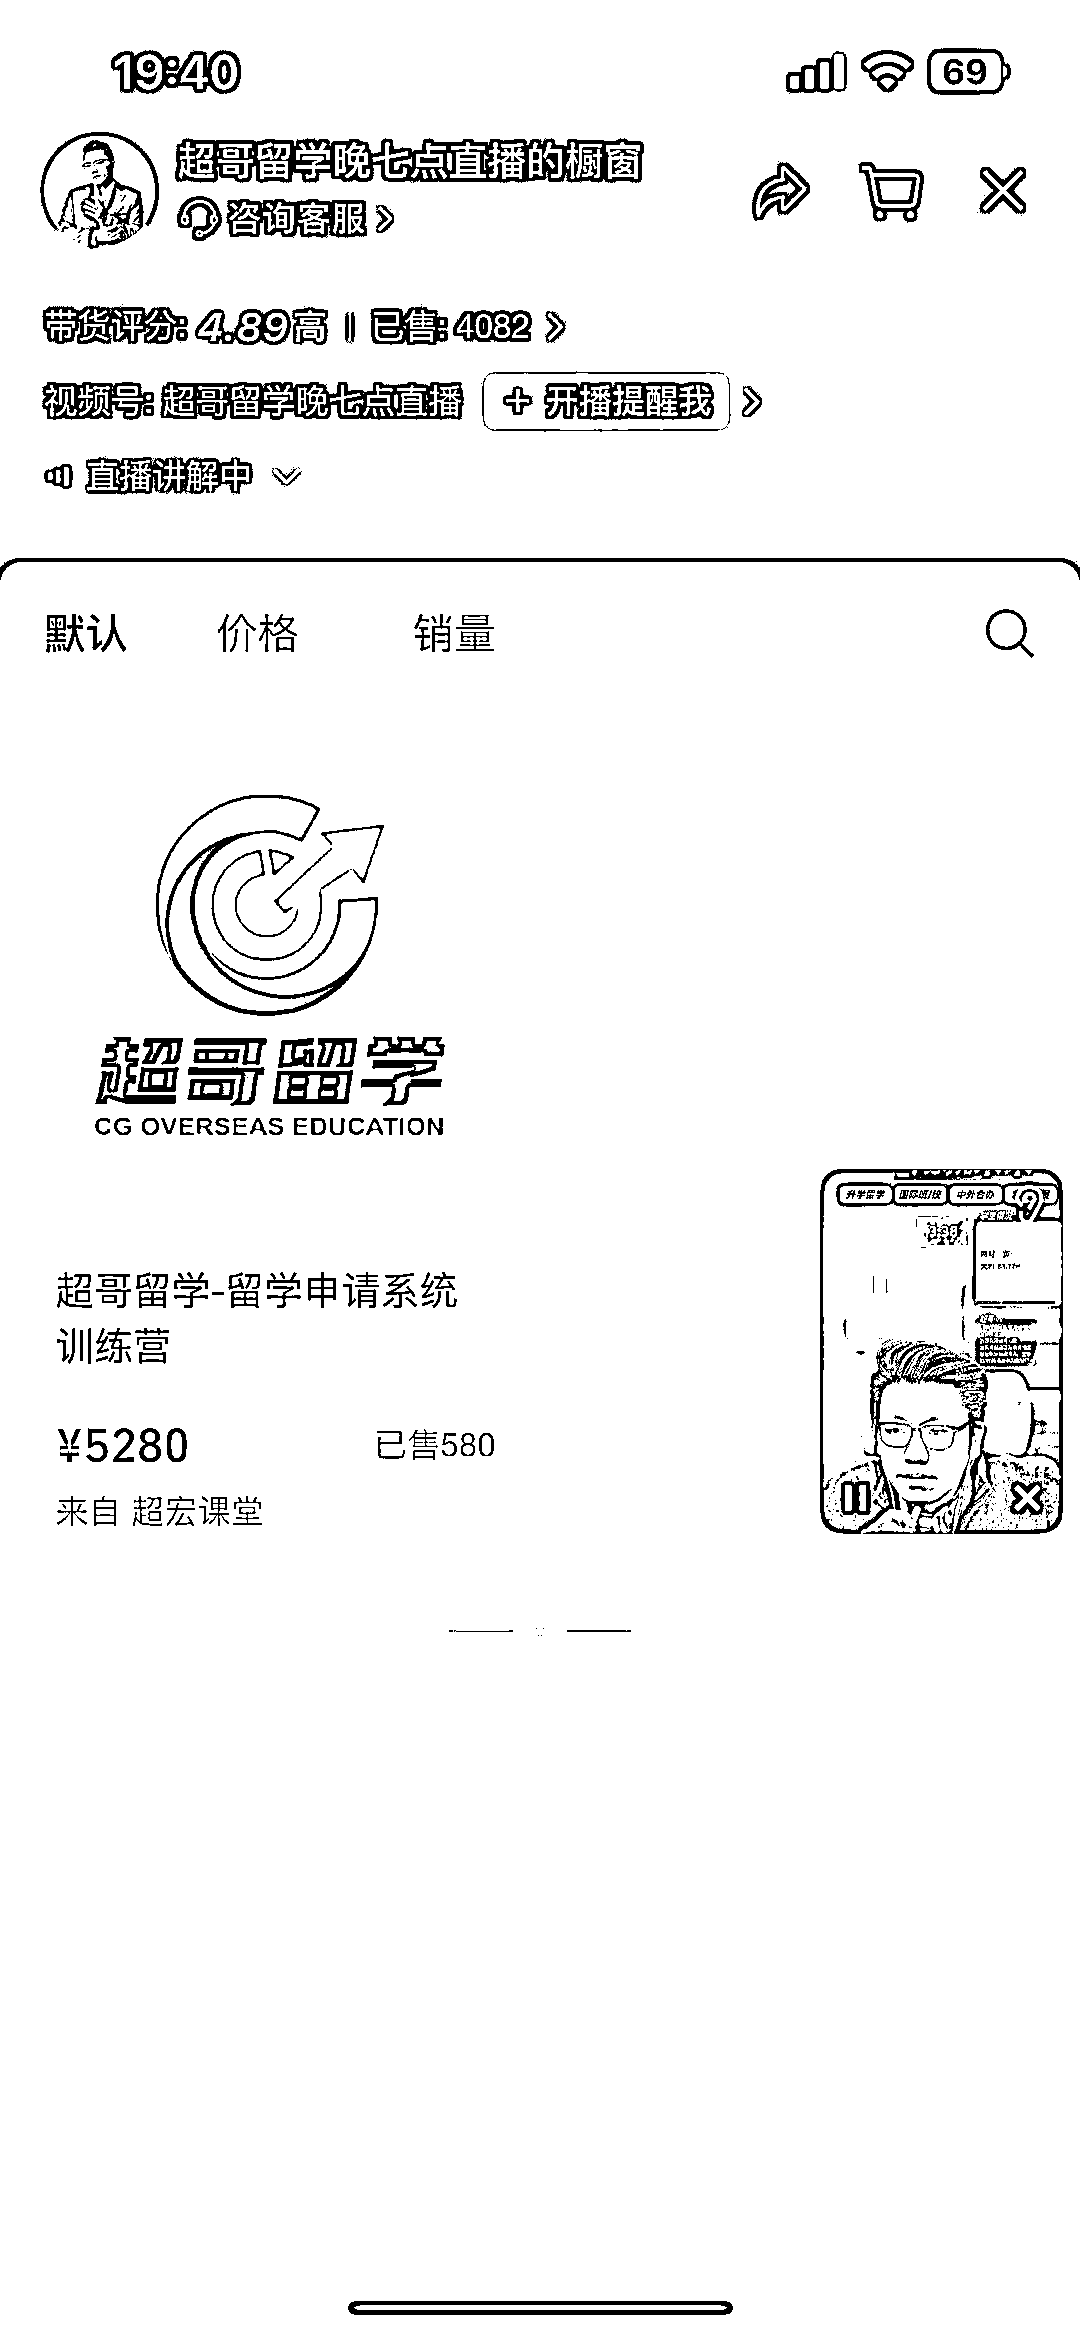 19:40
69
超哥留学晚七点直播的橱窗
咨询客服
带货评分: 4.89高 | 已售: 4082
视频号: 超哥留学晚七点直播 + 开播提醒我
直播讲解中
默认 价格 销量
超哥留学
CG OVERSEAS EDUCATION
升学留学 国际班/校 中外合办
超哥留学-留学申请系统
训练营
¥5280 已售580
来自 超宏课堂